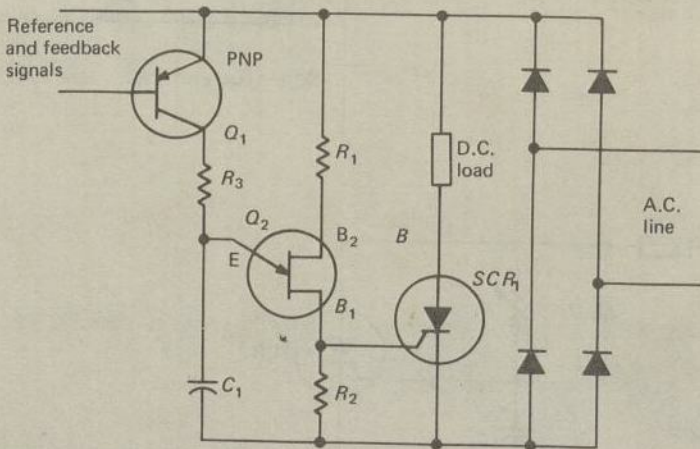 Reference
and feedback
signals
PNP
Q1
R3
R1
D.C.
load
A.C.
line
Q2
B2
B
E
SCR1
B1
C1
R2